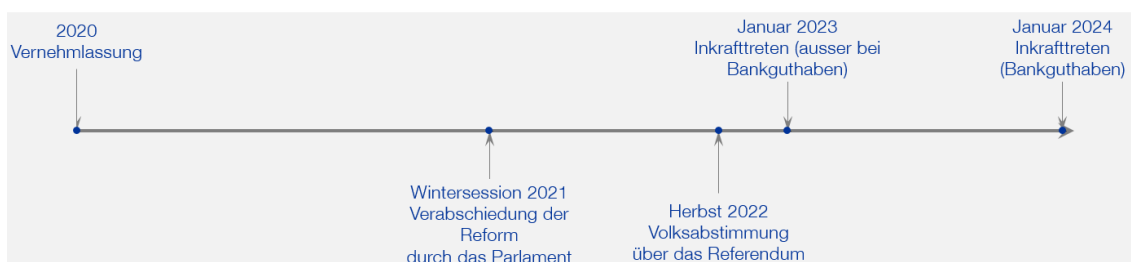 2020
Vernehmlassung
Januar 2023
Inkrafttreten (ausser bei
Bankguthaben)
Januar 2024
Inkrafttreten
(Bankguthaben)
Wintersession 2021
Verabschiedung der
Reform
durch das Parlament
Herbst 2022
Volksabstimmung
über das Referendum